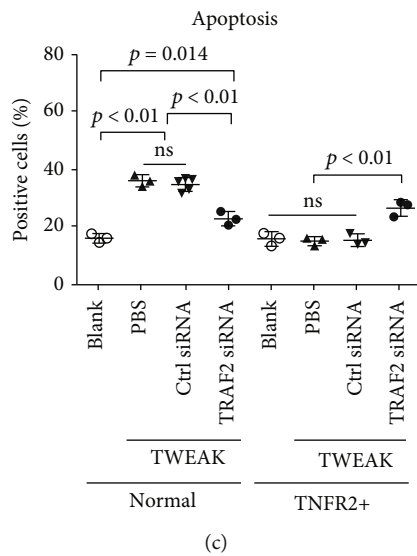 Apoptosis
p = 0.014
p < 0.01
p < 0.01
ns
p < 0.01
ns
Positive cells (%)
80
60
40
20
0
Blank
PBS
Ctrl siRNA
TRAF2 siRNA
Blank
PBS
Ctrl siRNA
TRAF2 siRNA
TWEAK
TWEAK
Normal
TNFR2+
(c)